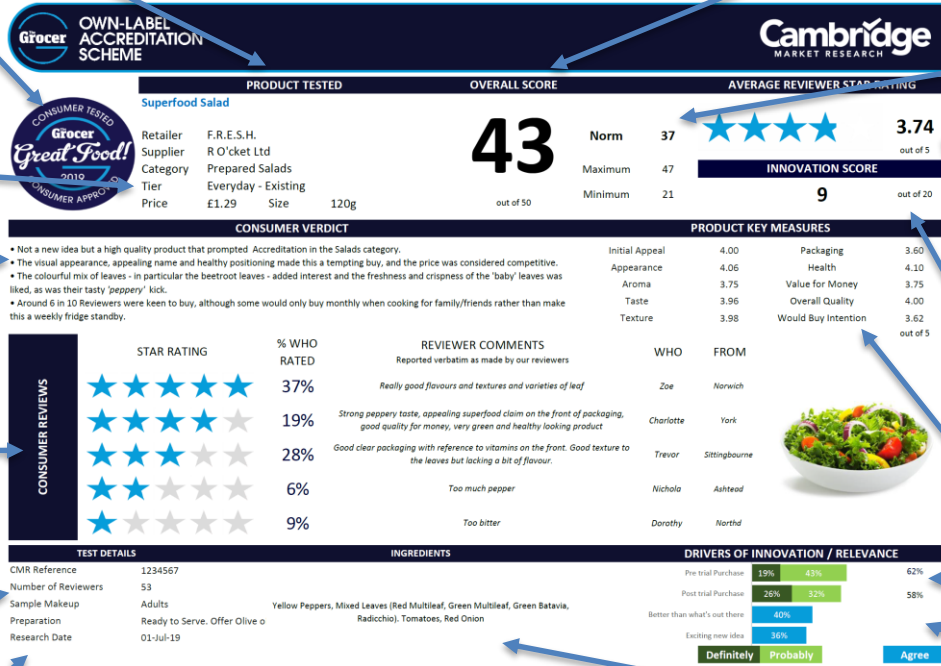 The Grocer
OWN-LABEL
ACCREDITATION
SCHEME
Cambridge
MARKET RESEARCH
CONSUMER TESTED
The Grocer
Great Food!
2019
CONSUMER APPROVED
PRODUCT TESTED
Superfood Salad
Retailer F.R.E.S.H.
Supplier R O'cket Ltd
Category Prepared Salads
Tier Everyday - Existing
Price £1.29 Size 120g
OVERALL SCORE
43
out of 50
Norm 37
Maximum 47
Minimum 21
AVERAGE REVIEWER STAR RATING
3.74
out of 5
INNOVATION SCORE
9 out of 20
CONSUMER VERDICT
• Not a new idea but a high quality product that prompted Accreditation in the Salads category.
• The visual appearance, appealing name and healthy positioning made this a tempting buy, and the price was considered competitive.
• The colourful mix of leaves - in particular the beetroot leaves - added interest and the freshness and crispness of the 'baby' leaves was
liked, as was their tasty 'peppery' kick.
• Around 6 in 10 Reviewers were keen to buy, although some would only buy monthly when cooking for family/friends rather than make
this a weekly fridge standby.
PRODUCT KEY MEASURES
Initial Appeal 4.00 Packaging 3.60
Appearance 4.06 Health 4.10
Aroma 3.75 Value for Money 3.75
Taste 3.96 Overall Quality 4.00
Texture 3.98 Would Buy Intention 3.62
out of 5
CONSUMER REVIEWS
STAR RATING
% WHO
RATED
REVIEWER COMMENTS
Reported verbatim as made by our reviewers
WHO FROM
37% Really good flavours and textures and varieties of leaf Zoe Norwich
19% Strong peppery taste, appealing superfood claim on the front of packaging,
good quality for money, very green and healthy looking product Charlotte York
28% Good clear packaging with reference to vitamins on the front. Good texture to
the leaves but lacking a bit of flavour. Trevor Sittingbourne
6% Too much pepper Nichola Ashtead
9% Too bitter Dorothy Northd
TEST DETAILS
CMR Reference 1234567
Number of Reviewers 53
Sample Makeup Adults
Preparation Ready to Serve. Offer Olive o
Research Date 01-Jul-19
INGREDIENTS
Yellow Peppers, Mixed Leaves (Red Multileaf, Green Multileaf, Green Batavia,
Radicchio). Tomatoes, Red Onion
DRIVERS OF INNOVATION / RELEVANCE
Pre trial Purchase 19% 43% 62%
Post trial Purchase 26% 32% 58%
Better than what's out there 40%
Exciting new idea 36%
Definitely Probably Agree